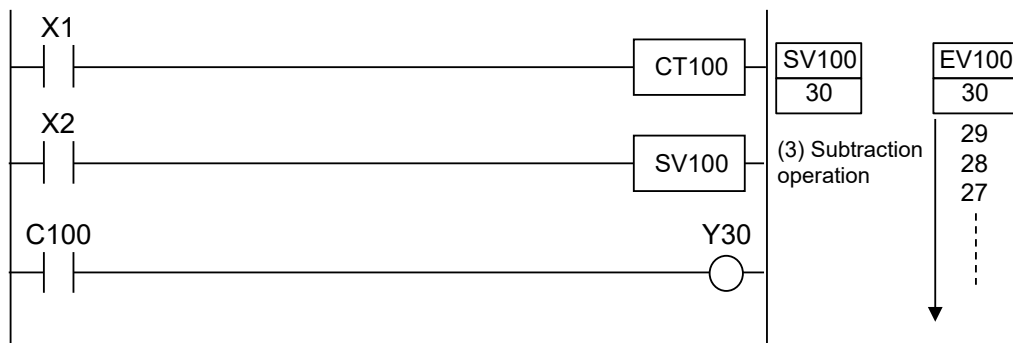 X1
CT100
SV100
30
EV100
30
X2
SV100
(3) Subtraction
operation
29
28
27
C100
Y30